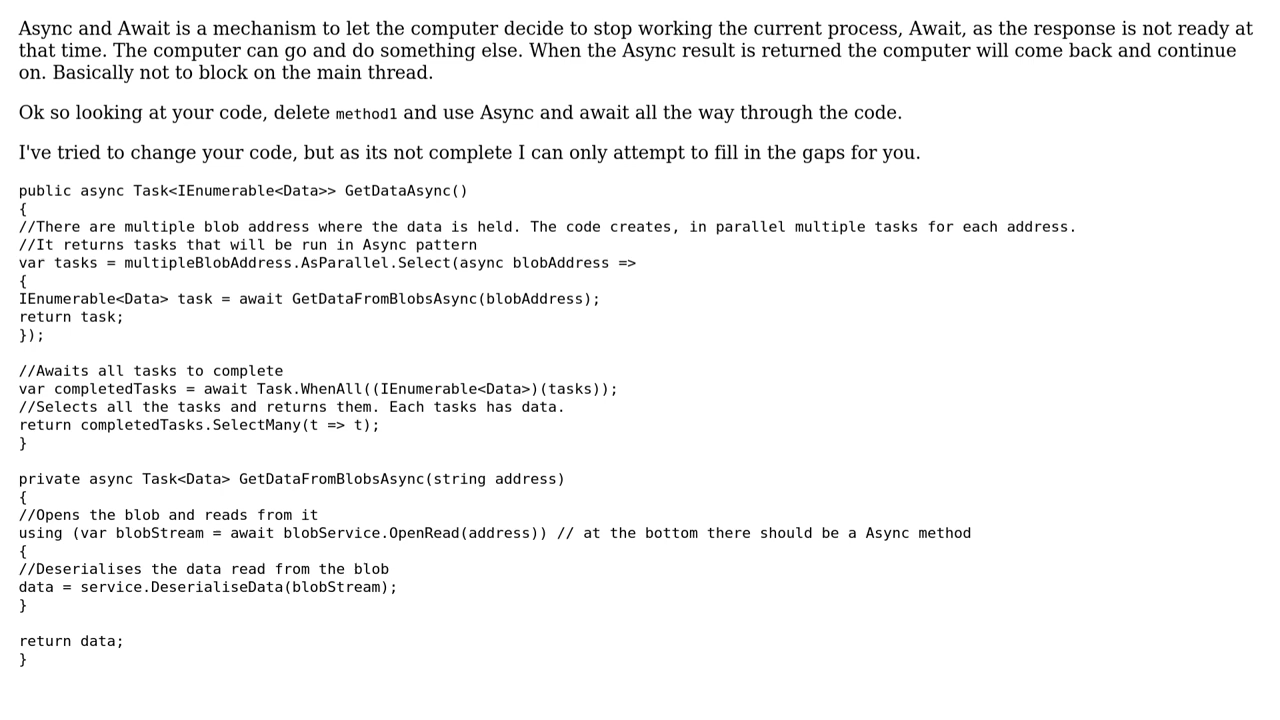 Async and Await is a mechanism to let the computer decide to stop working the current process, Await, as the response is not ready at
that time. The computer can go and do something else. When the Async result is returned the computer will come back and continue
on. Basically not to block on the main thread.
Ok so looking at your code, delete method1 and use Async and await all the way through the code.
I've tried to change your code, but as its not complete I can only attempt to fill in the gaps for you.
public async Task<IEnumerable<Data>> GetDataAsync()
{
//There are multiple blob address where the data is held. The code creates, in parallel multiple tasks for each address.
//It returns tasks that will be run in Async pattern
var tasks = multipleBlobAddress.AsParallel.Select(async blobAddress =>
{
IEnumerable<Data> task = await GetDataFromBlobsAsync(blobAddress);
return task;
});
//Awaits all tasks to complete
var completedTasks = await Task.WhenAll((IEnumerable<Data>)(tasks));
//Selects all the tasks and returns them. Each tasks has data.
return completedTasks.SelectMany(t => t);
}
private async Task<Data> GetDataFromBlobsAsync(string address)
{
//Opens the blob and reads from it
using (var blobStream = await blobService.OpenRead(address)) // at the bottom there should be a Async method
{
//Deserialises the data read from the blob
data = service.DeserialiseData(blobStream);
}
return data;
}